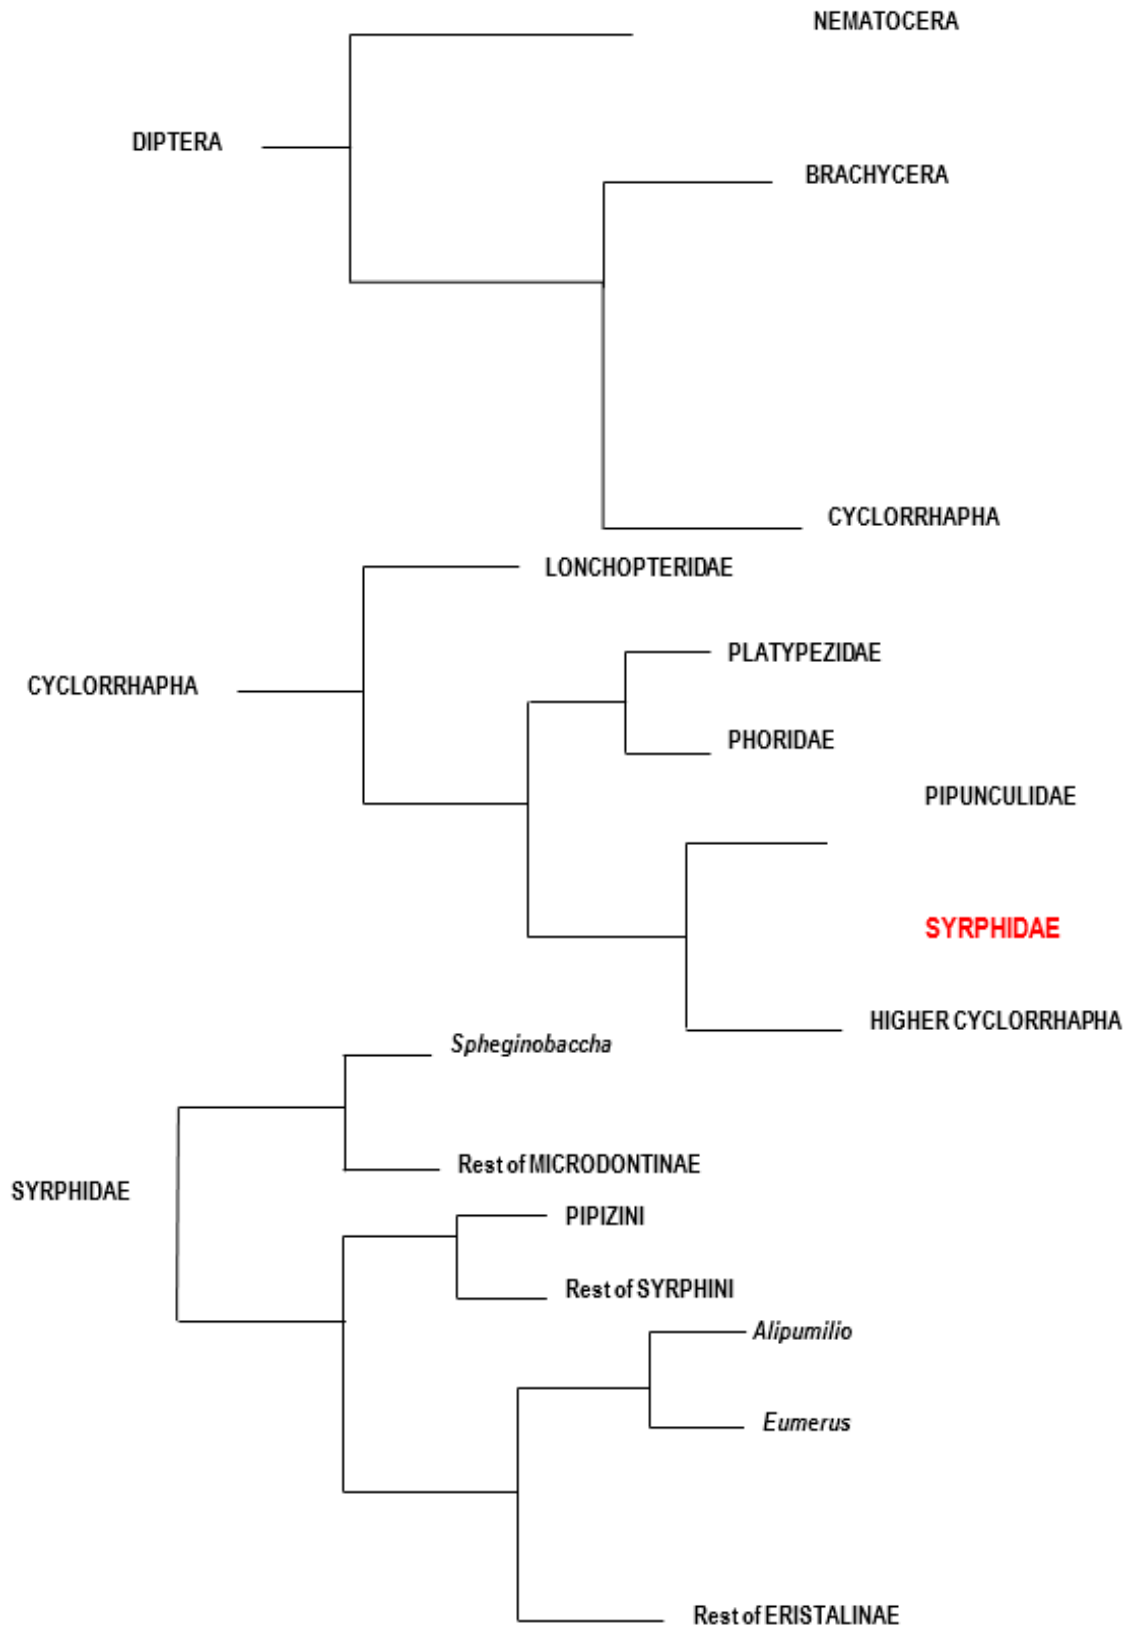 NEMATOCERA
DIPTERA
BRACHYCERA
CYCLORRHAPHA
LONCHOPTERIDAE
PLATYPEZIDAE
CYCLORRHAPHA
PHORIDAE
PIPUNCULIDAE
SYRPHIDAE
HIGHER CYCLORRHAPHA
Spheginobaccha
Rest of MICRODONTINAE
SYRPHIDAE
PIPIZINI
Rest of SYRPHINI
Alipumilio
Eumerus
Rest of ERISTALINAE